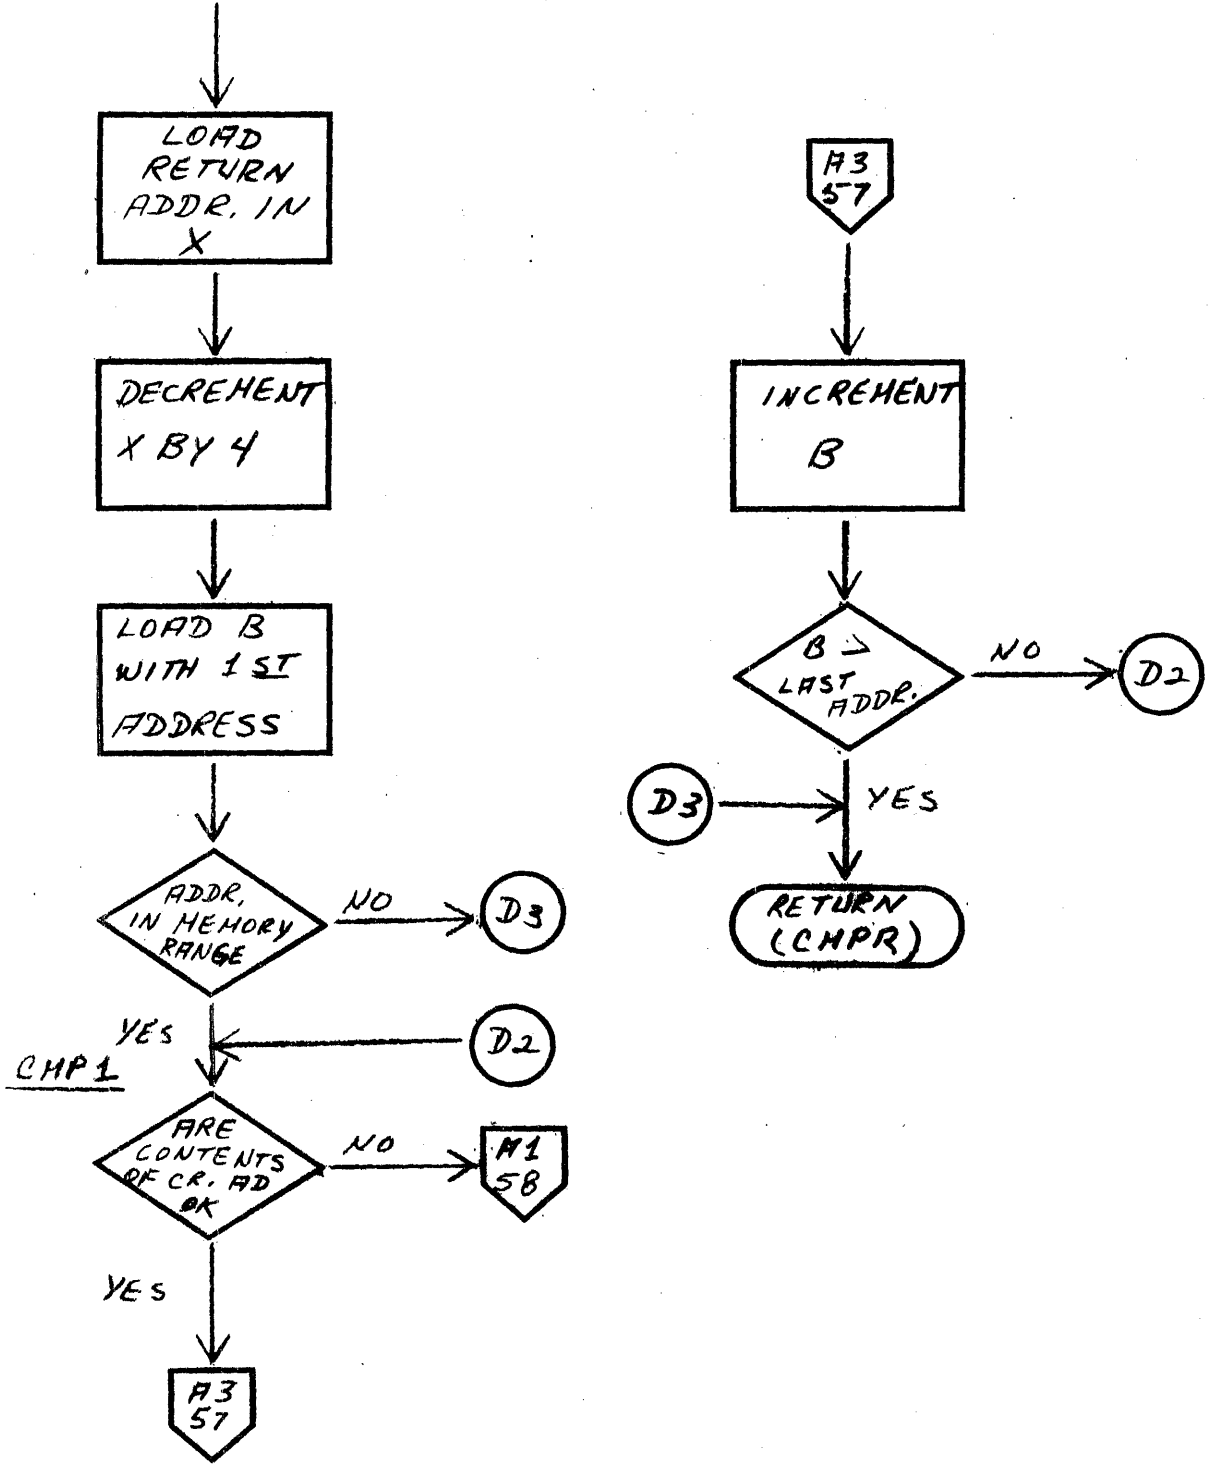 LOAD
RETURN
ADDR. IN
X
DECREMENT
X BY 4
LOAD B
WITH 1ST
ADDRESS
ADDR.
IN MEMORY
RANGE
NO
D3
YES
D2
CMP1
ARE
CONTENTS
OF CR. AD
OK
NO
A1
58
YES
A3
57
A3
57
INCREMENT
B
B >
LAST
ADDR.
NO
D2
D3
YES
RETURN
(CMPR)